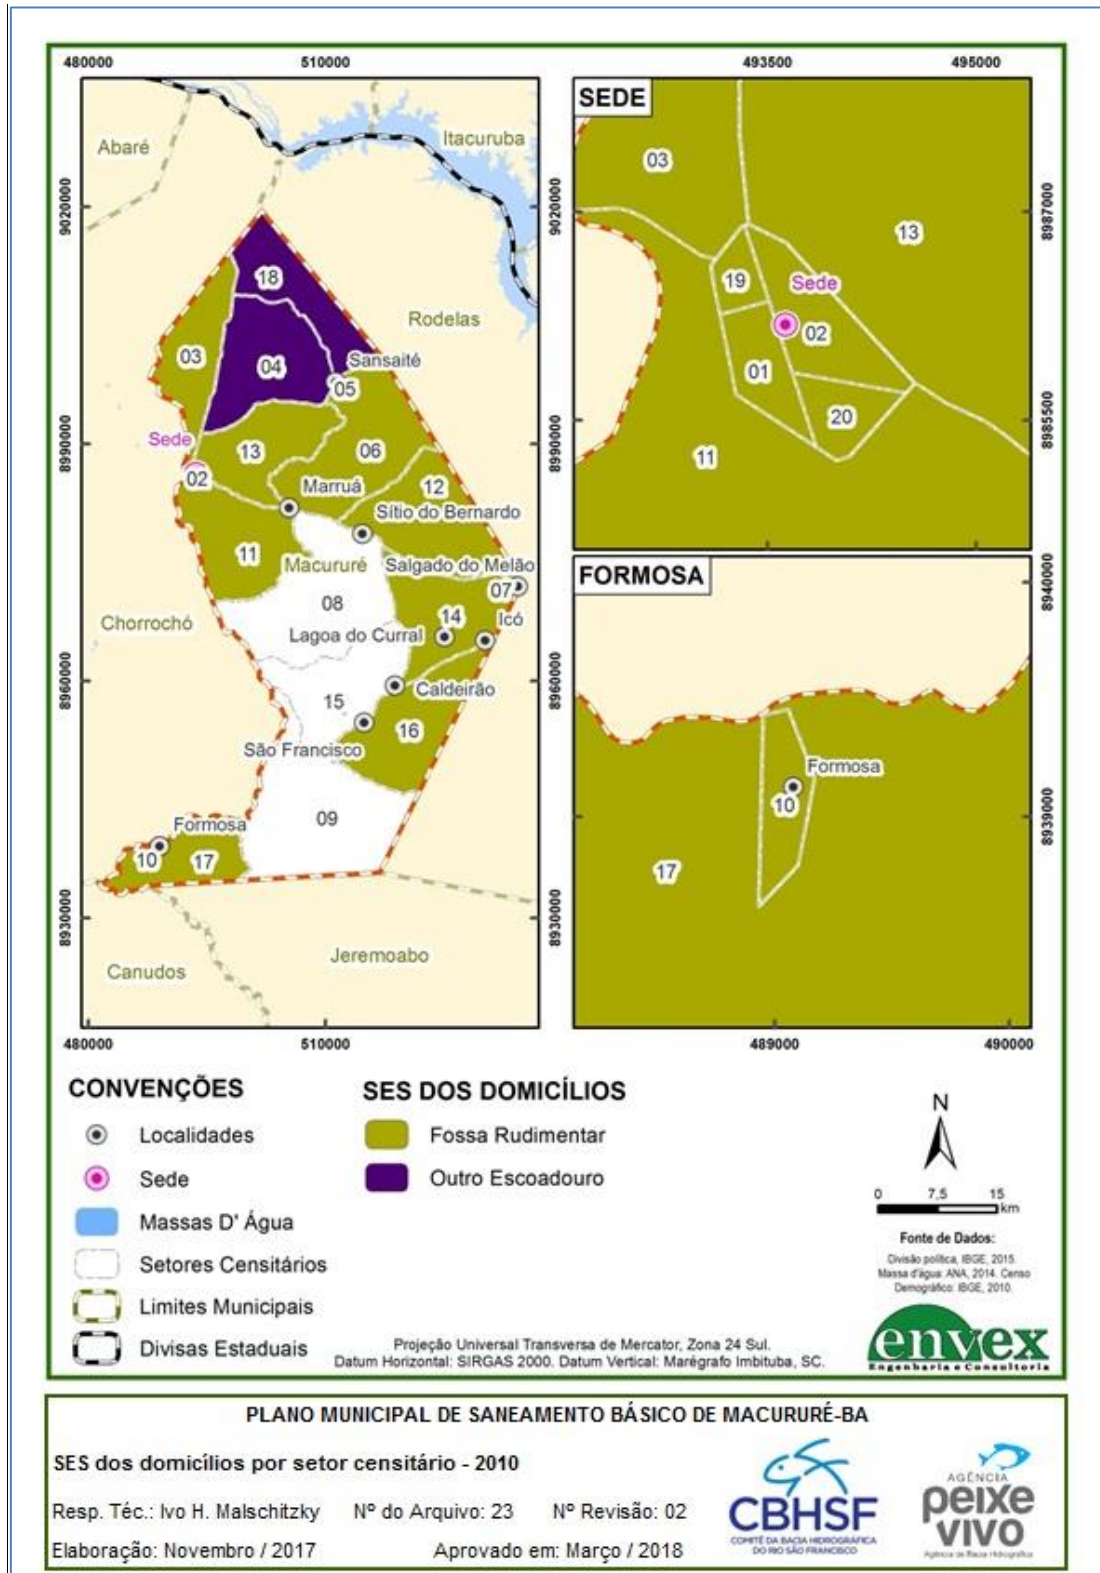 480000
510000
493500
495000
Abaré
Itacuruba
Rodelas
Chorrochó
Canudos
Jeremoabo
Macururé
9020000
8990000
8960000
8930000
18
03
04
Sansaité
05
Sede
13
06
02
Marruá
12
Sítio do Bernardo
11
Salgado do Melão
07
08
14
Icó
Lagoa do Curral
15
Caldeirão
16
São Francisco
09
Formosa
10
17
480000
510000
SEDE
03
13
19
Sede
02
01
20
11
8987000
8985500
FORMOSA
Formosa
10
17
8940000
8939000
489000
490000
CONVENÇÕES
Localidades
Sede
Massas D' Água
Setores Censitários
Limites Municipais
Divisas Estaduais
SES DOS DOMICÍLIOS
Fossa Rudimentar
Outro Escoadouro
N
0 7,5 15
km
Fonte de Dados:
Divisão política, IBGE, 2015.
Massa d'água: ANA, 2014. Censo
Demográfico: IBGE, 2010.
Projeção Universal Transversa de Mercator, Zona 24 Sul.
Datum Horizontal: SIRGAS 2000. Datum Vertical: Marégrafo Imbituba, SC.
envex
Engenharia e Consultoria
PLANO MUNICIPAL DE SANEAMENTO BÁSICO DE MACURURÉ-BA
SES dos domicílios por setor censitário - 2010
Resp. Téc.: Ivo H. Malschitzky Nº do Arquivo: 23 Nº Revisão: 02
Elaboração: Novembro / 2017 Aprovado em: Março / 2018
CBHSF
COMITÊ DA BACIA HIDROGRÁFICA
DO RIO SÃO FRANCISCO
AGÊNCIA
peixe
vivo
Agência de Bacia Hidrográfica